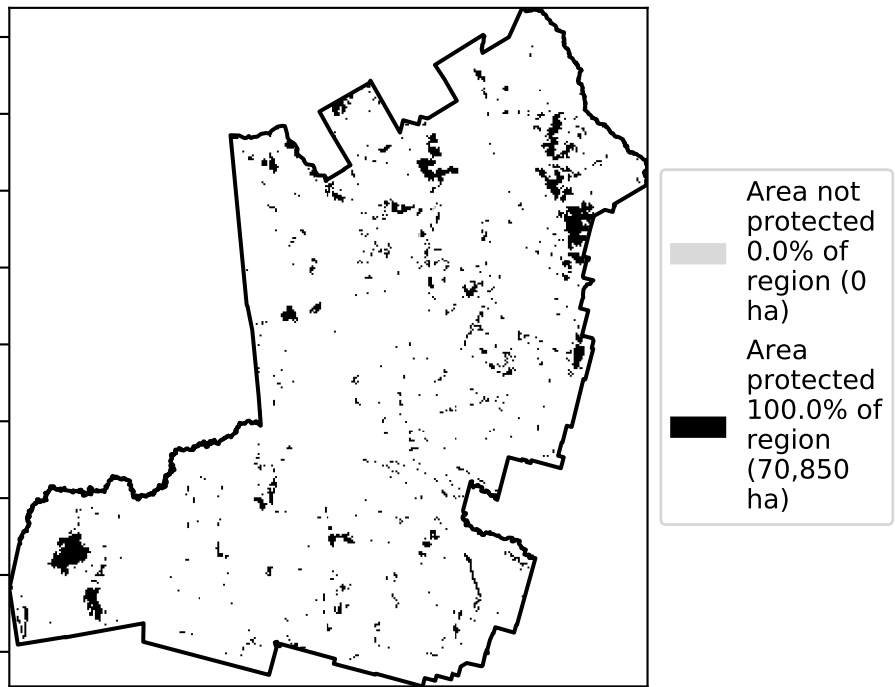 Area not
protected
0.0% of
region (0
ha)
Area
protected
100.0% of
region
(70,850
ha)